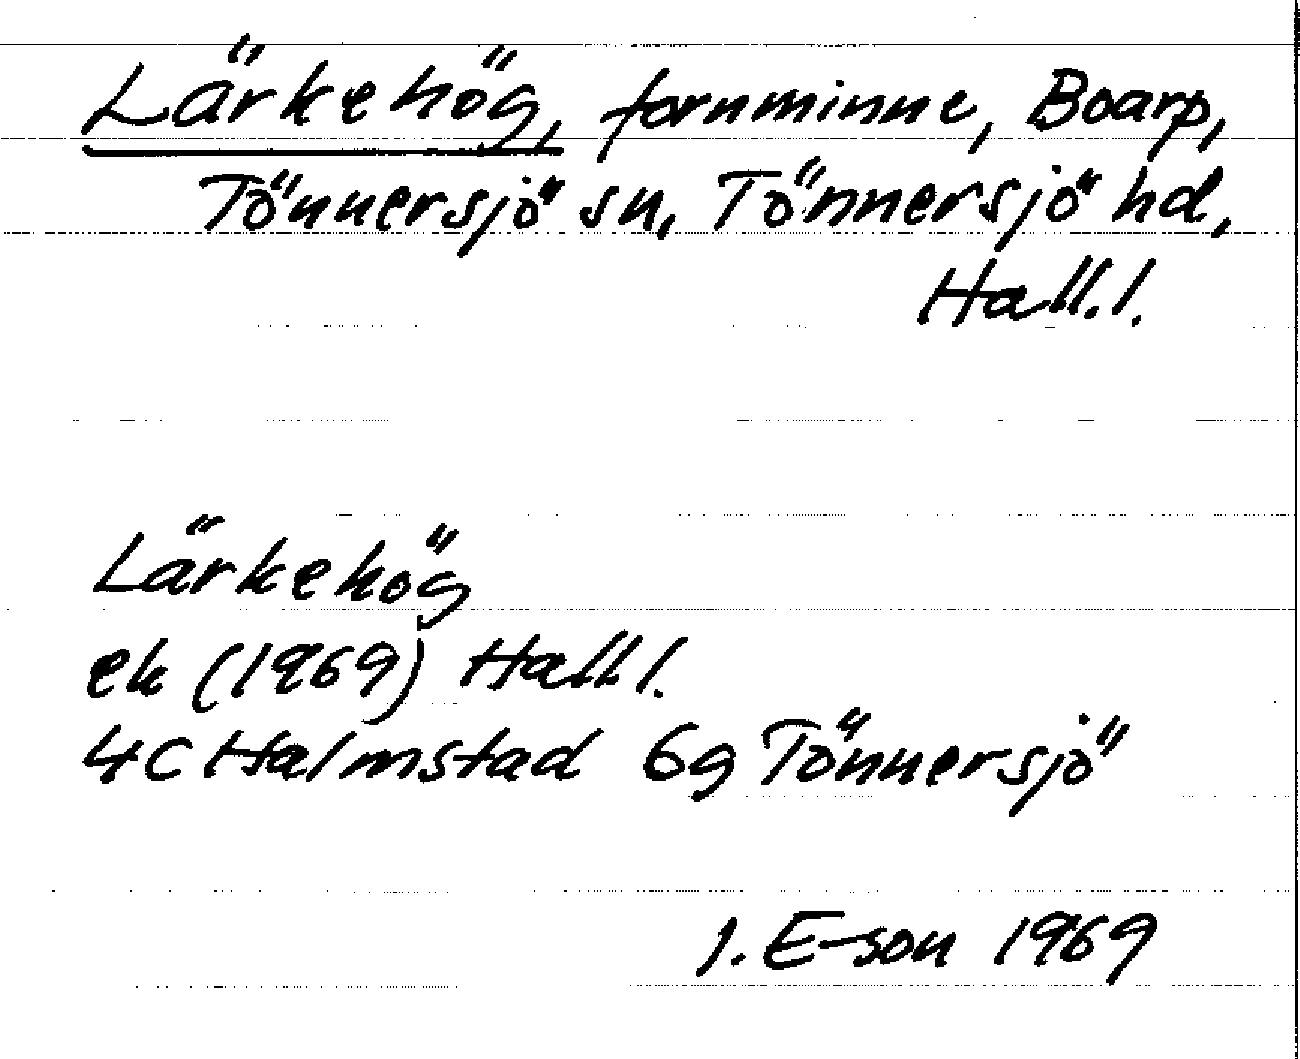 Lärkehög, fornminne, Boarp,
Tönnersjö sn, Tönnersjö hd,
Hall.l.
Lärkehög
ek (1969) Hall l.
4C Halmstad 6g Tönnersjö
J. E-son 1969